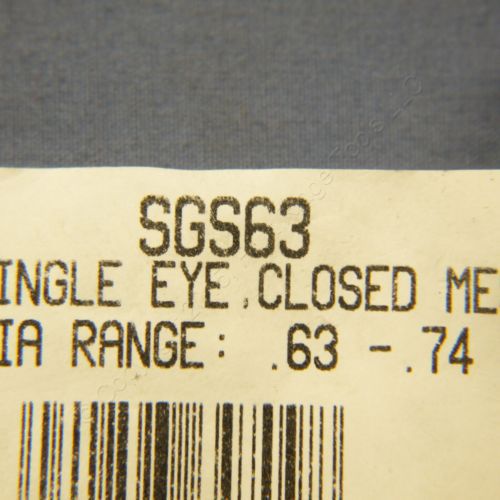 SGS63
INGLE EYE, CLOSED ME
IA RANGE: .63 - .74